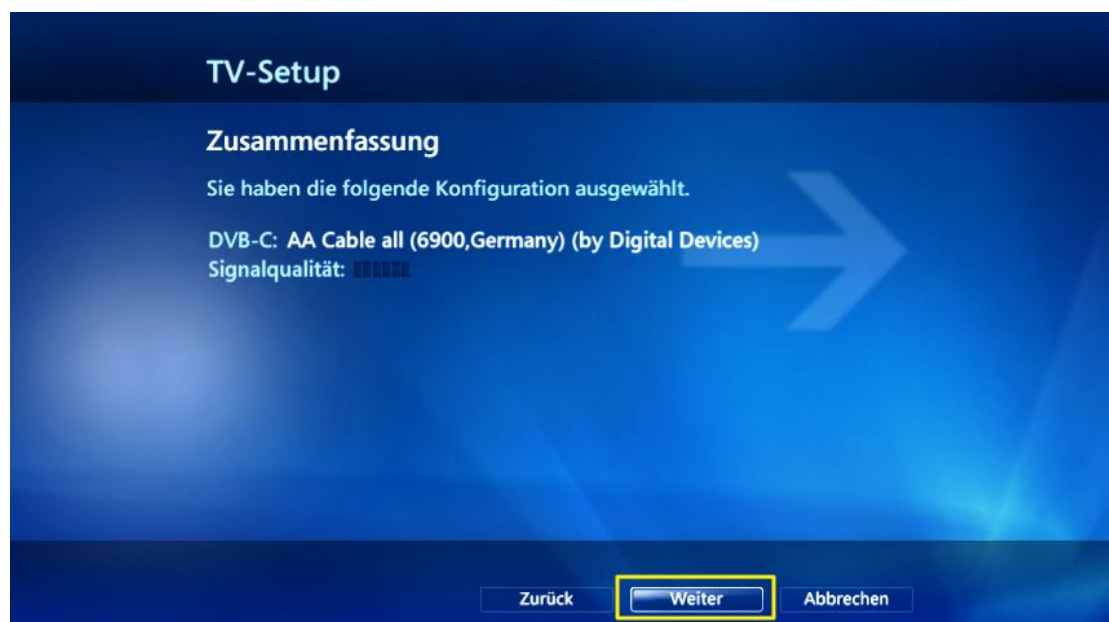 TV-Setup
Zusammenfassung
Sie haben die folgende Konfiguration ausgewählt.
DVB-C: AA Cable all (6900,Germany) (by Digital Devices)
Signalqualität:
Zurück Weiter Abbrechen